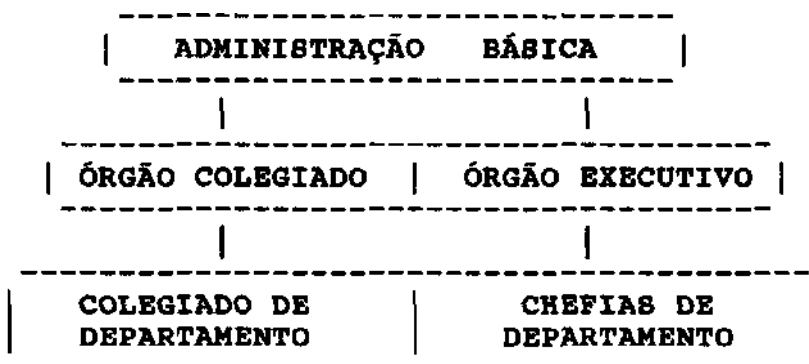 ADMINISTRAÇÃO BÁSICA
ÓRGÃO COLEGIADO | ÓRGÃO EXECUTIVO
COLEGIADO DE | CHEFIAS DE
DEPARTAMENTO | DEPARTAMENTO